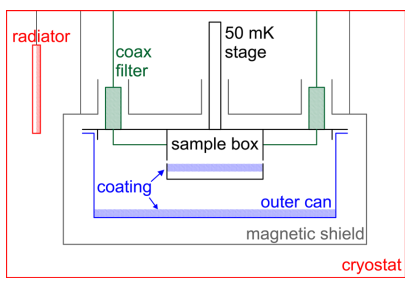 radiator
coax
filter
50 mK
stage
sample box
coating
outer can
magnetic shield
cryostat